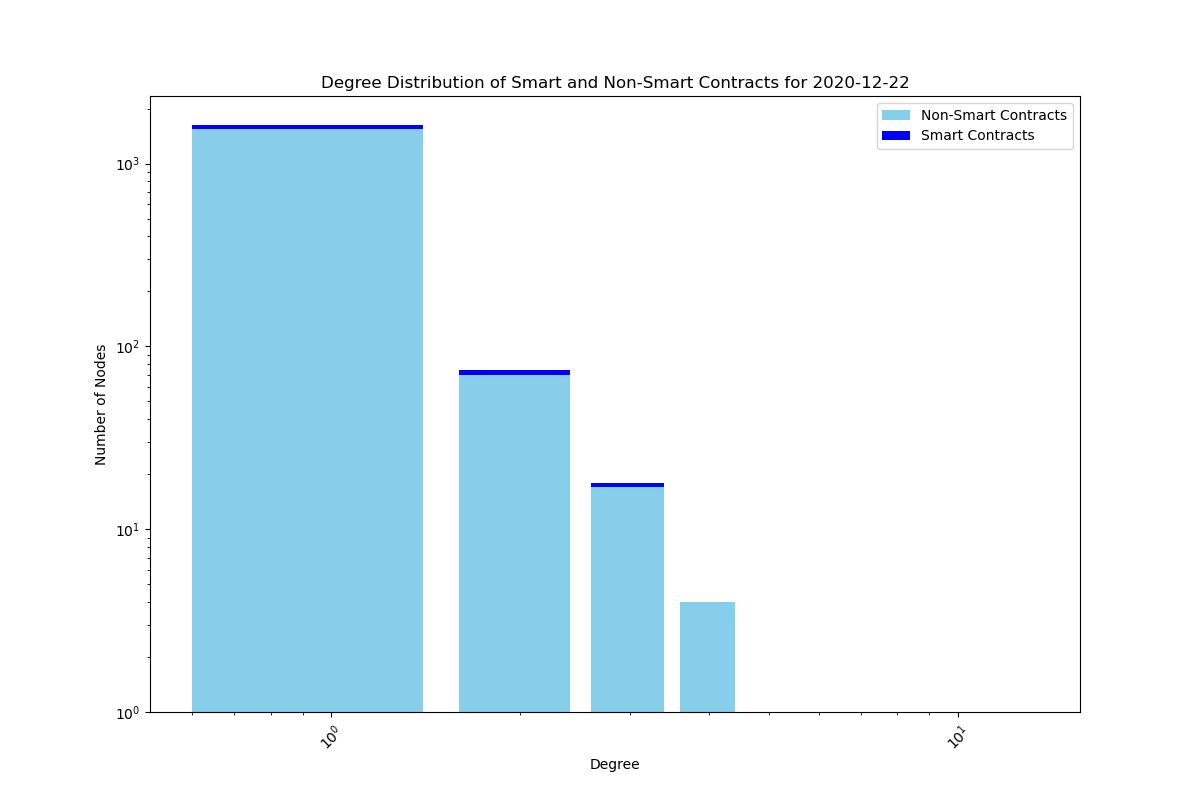 Degree Distribution of Smart and Non-Smart Contracts for 2020-12-22
Non-Smart Contracts
Smart Contracts
10³
10²
10¹
10⁰
Number of Nodes
10⁰
10¹
Degree